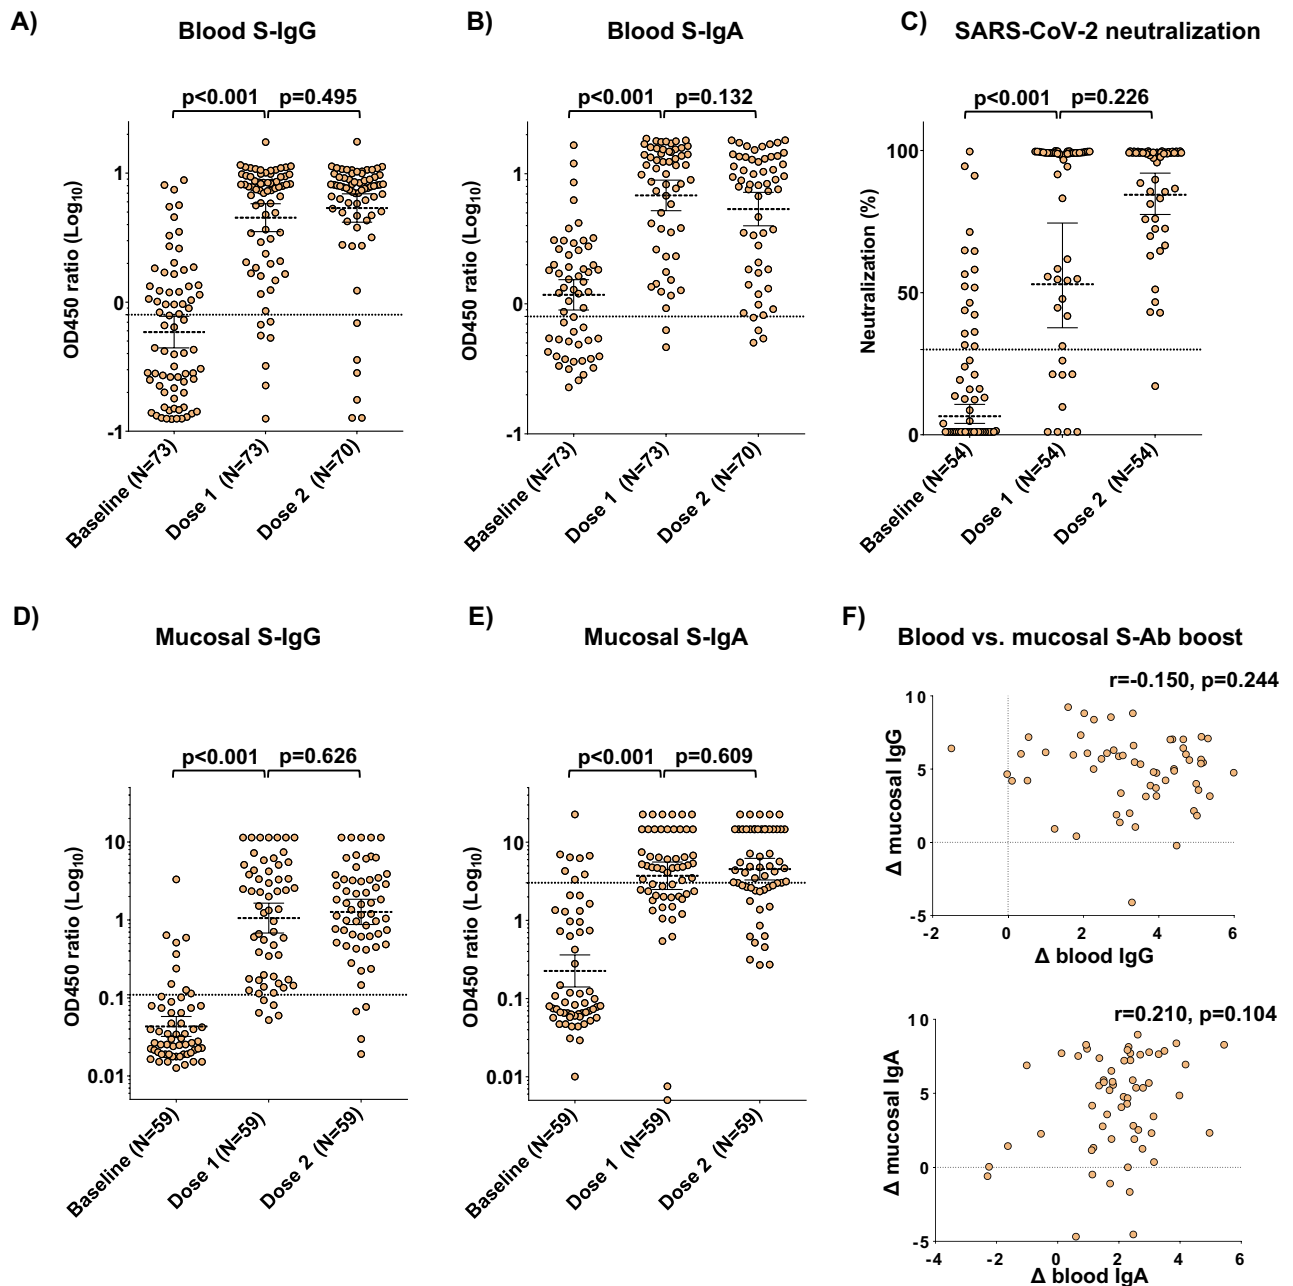 A)
Blood S-IgG
p<0.001
p=0.495
OD450 ratio (Log10)
1
0
-1
Baseline (N=73)
Dose 1 (N=73)
Dose 2 (N=70)
B)
Blood S-IgA
p<0.001
p=0.132
OD450 ratio (Log10)
1
0
-1
Baseline (N=73)
Dose 1 (N=73)
Dose 2 (N=70)
C)
SARS-CoV-2 neutralization
p<0.001
p=0.226
Neutralization (%)
100
50
0
Baseline (N=54)
Dose 1 (N=54)
Dose 2 (N=54)
D)
Mucosal S-IgG
p<0.001
p=0.626
OD450 ratio (Log10)
10
1
0.1
0.01
Baseline (N=59)
Dose 1(N=59)
Dose 2 (N=59)
E)
Mucosal S-IgA
p<0.001
p=0.609
OD450 ratio (Log10)
10
1
0.1
0.01
Baseline (N=59)
Dose 1 (N=59)
Dose 2 (N=59)
F)
Blood vs. mucosal S-Ab boost
r=-0.150, p=0.244
Δ mucosal IgG
10
5
0
-5
-2
0
2
4
6
Δ blood IgG
r=0.210, p=0.104
Δ mucosal IgA
10
5
0
-5
-4
-2
0
2
4
6
Δ blood IgA